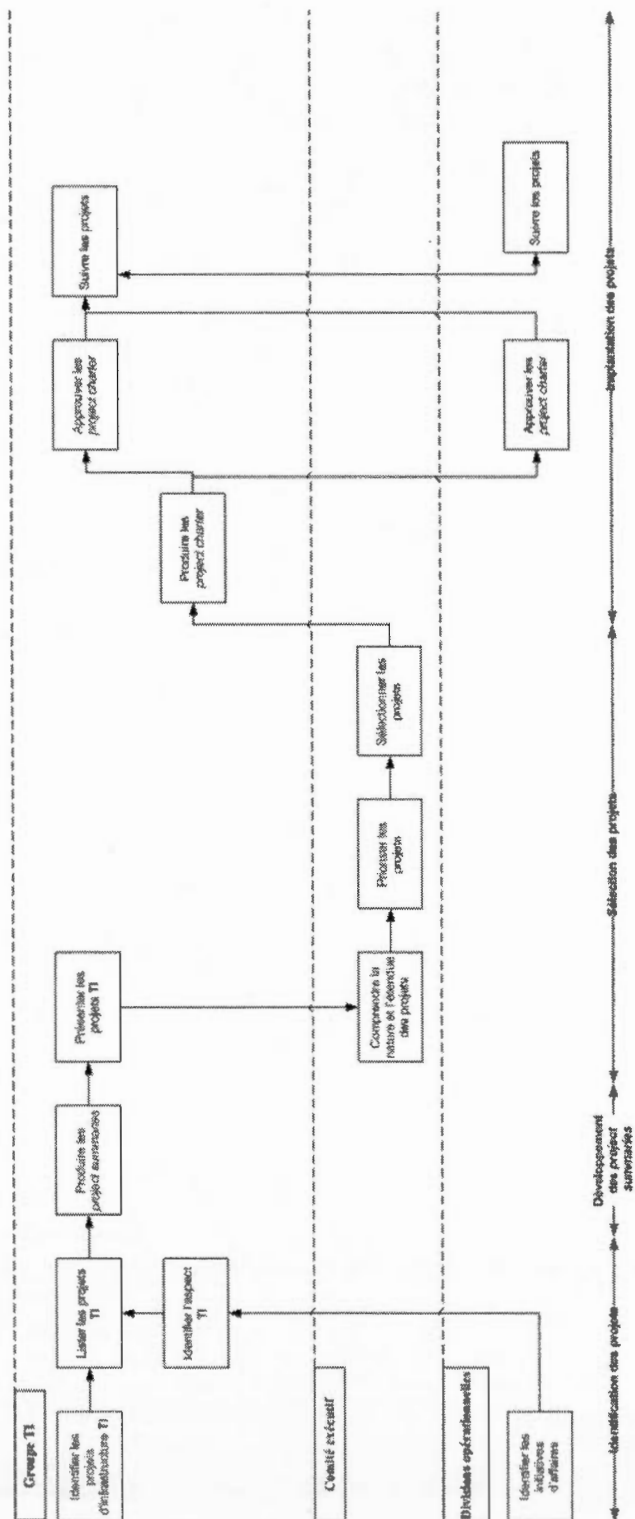 Groupe TI
Identifier les
projets
d'infrastructure TI
Lister les projets
TI
Identifier l'aspect
TI
Produire les
project summaries
Présenter les
projets TI
Produire les
project charter
Approuver les
project charter
Suivre les projets
Comité exécutif
Comprendre la
nature et l'étendue
des projets
Prioriser les
projets
Sélectionner les
projets
Divisions opérationnelles
Identifier les
initiatives
d'affaires
Approuver les
project charter
Suivre les projets
Identification des projets
Développement
des project
summaries
Sélection des projets
Implantation des projets